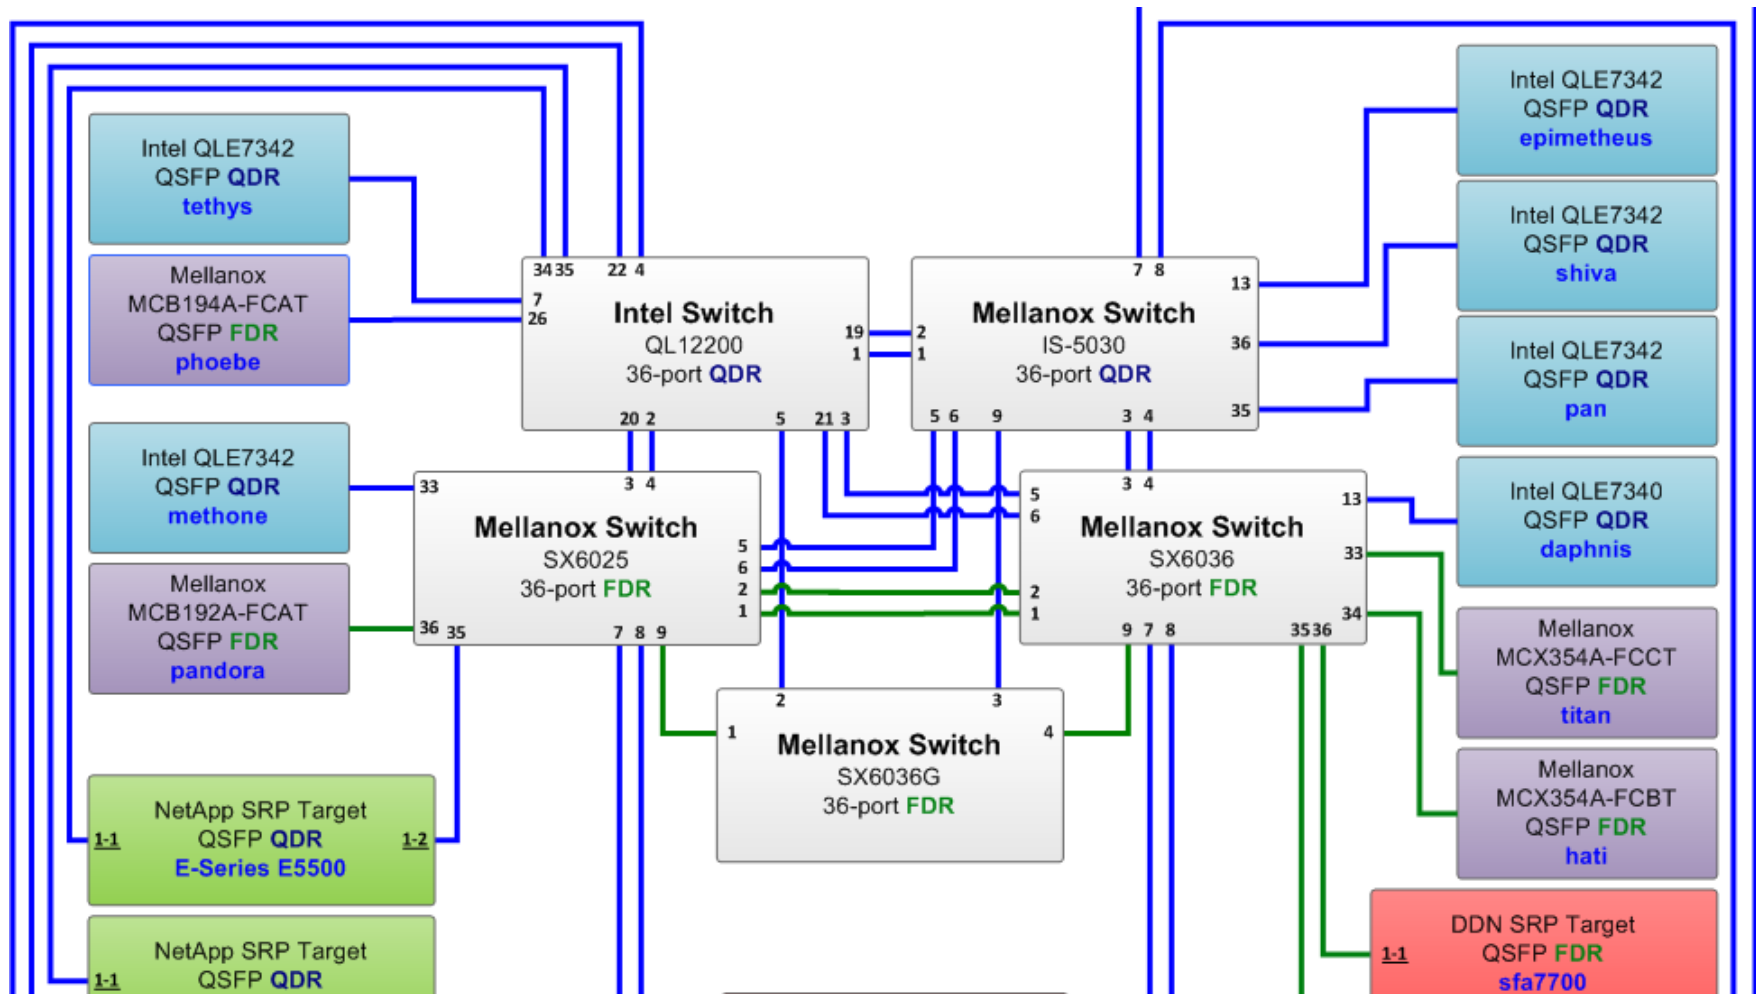 Intel QLE7342
QSFP QDR
tethys
Mellanox
MCB194A-FCAT
QSFP FDR
phoebe
Intel QLE7342
QSFP QDR
methone
Mellanox
MCB192A-FCAT
QSFP FDR
pandora
NetApp SRP Target
QSFP QDR
E-Series E5500
1-1
1-2
NetApp SRP Target
QSFP QDR
1-1
34 35 22 4
7
26
Intel Switch
QL12200
36-port QDR
19
1
20 2 5 21 3
7 8
2
1
Mellanox Switch
IS-5030
36-port QDR
13
36
35
5 6 9 3 4
3 4
33
Mellanox Switch
SX6025
36-port FDR
5
6
2
1
36 35 7 8 9
3 4
5
6
Mellanox Switch
SX6036
36-port FDR
2
1
13
33
34
9 7 8 35 36
2 3
1
4
Mellanox Switch
SX6036G
36-port FDR
Intel QLE7342
QSFP QDR
epimetheus
Intel QLE7342
QSFP QDR
shiva
Intel QLE7342
QSFP QDR
pan
Intel QLE7340
QSFP QDR
daphnis
Mellanox
MCX354A-FCCT
QSFP FDR
titan
Mellanox
MCX354A-FCBT
QSFP FDR
hati
DDN SRP Target
1-1
QSFP FDR
sfa7700